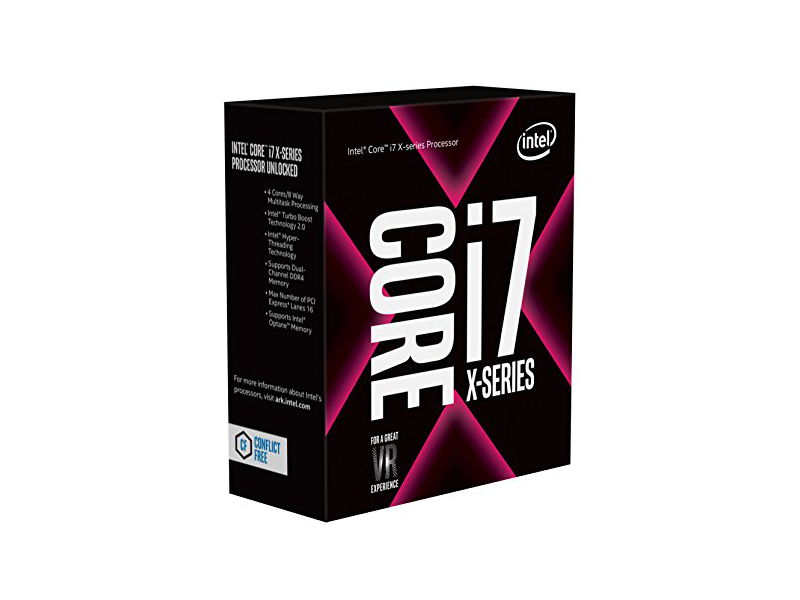 INTEL® CORE™ i7 X-SERIES
PROCESSOR UNLOCKED
• 4 Cores/8 Way
Multitask Processing
• Intel® Turbo Boost
Technology 2.0
• Intel® Hyper-
Threading
Technology
• Supports Dual-
Channel DDR4
Memory
• Max Number of PCI
Express® Lanes 16
• Supports Intel®
Optane™ Memory
For more information about Intel's
processors, visit ark.intel.com
CF
CONFLICT
FREE
Intel® Core™ i7 X-series Processor
intel®
CORE
i7
X-SERIES
FOR A GREAT
VR
EXPERIENCE